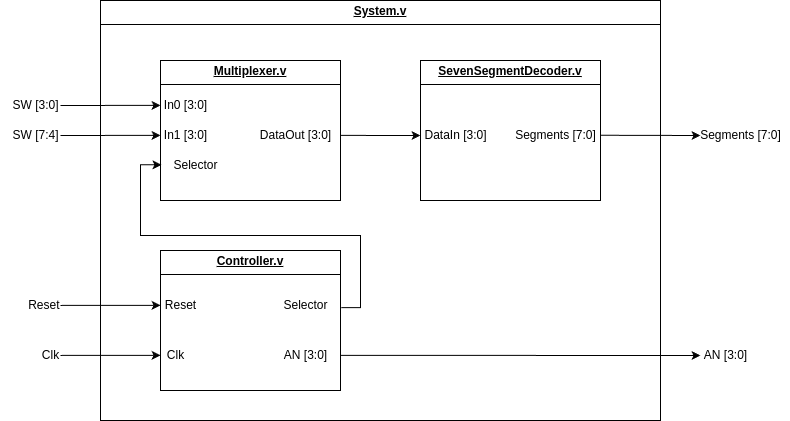 System.v
Multiplexer.v
SevenSegmentDecoder.v
SW [3:0]
In0 [3:0]
SW [7:4]
In1 [3:0]
DataOut [3:0]
DataIn [3:0]
Segments [7:0]
Segments [7:0]
Selector
Controller.v
Reset
Reset
Selector
Clk
Clk
AN [3:0]
AN [3:0]